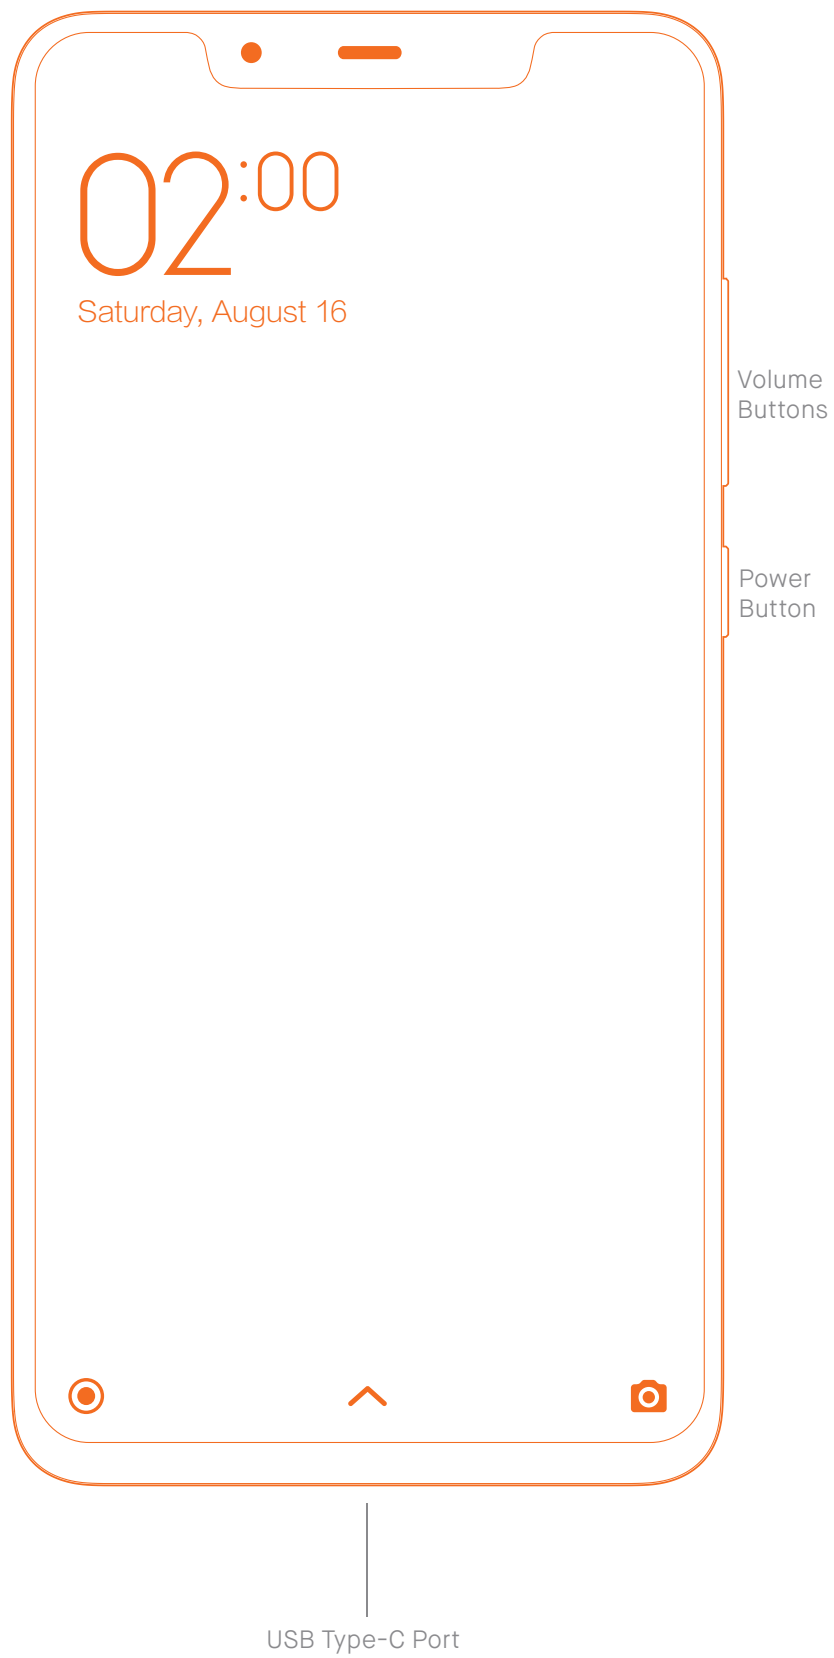 02:00
Saturday, August 16
Volume
Buttons
Power
Button
USB Type-C Port